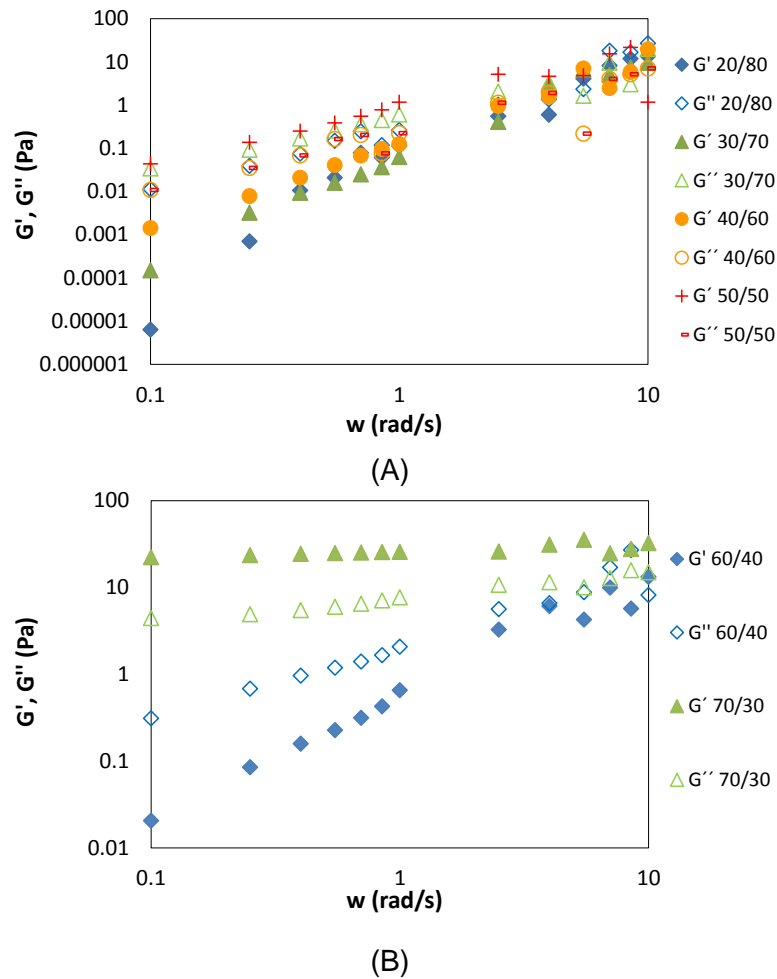 100
10
1
0.1
0.01
0.001
0.0001
0.00001
0.000001
G', G'' (Pa)
0.1 1 10
w (rad/s)
G' 20/80
G'' 20/80
G´ 30/70
G´´ 30/70
G´ 40/60
G´´ 40/60
G´ 50/50
G´´ 50/50
(A)
100
10
1
0.1
0.01
G', G'' (Pa)
0.1 1 10
w (rad/s)
G' 60/40
G'' 60/40
G´ 70/30
G´´ 70/30
(B)